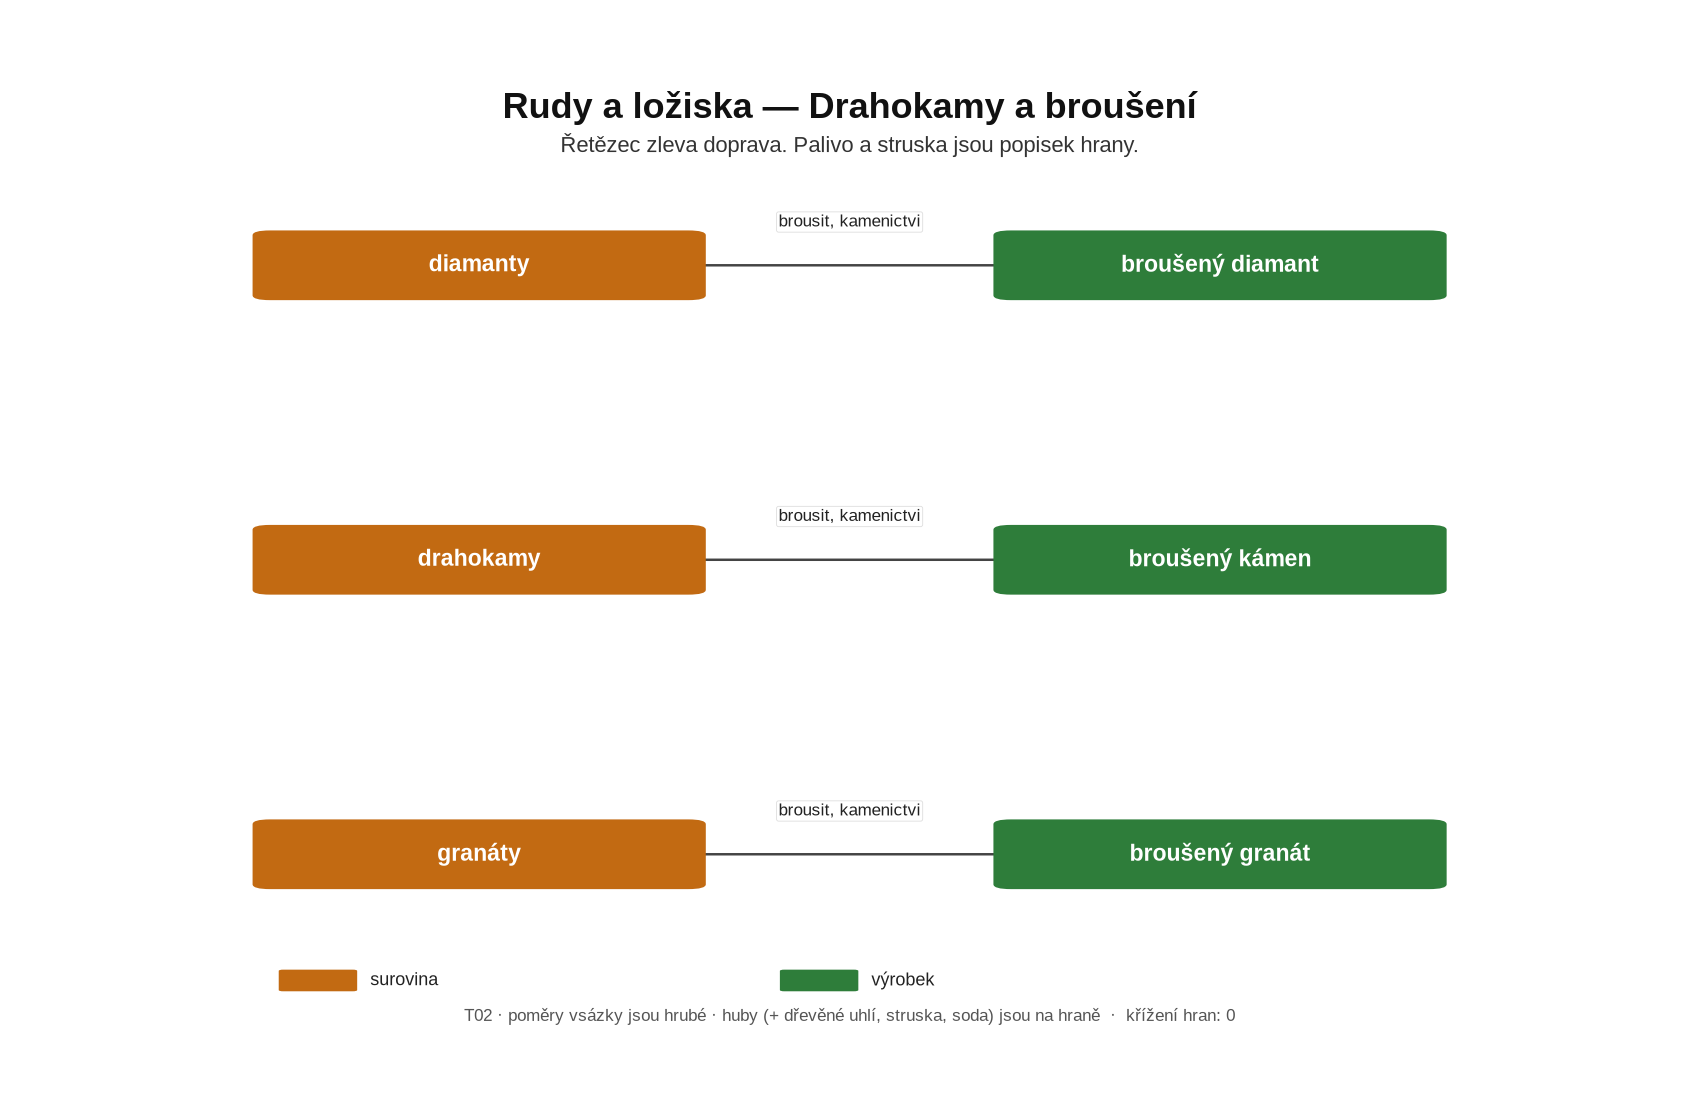 Rudy a ložiska — Drahokamy a broušení
Řetězec zleva doprava. Palivo a struska jsou popisek hrany.
brousit, kamenictvi
diamanty
broušený diamant
brousit, kamenictvi
drahokamy
broušený kámen
brousit, kamenictvi
granáty
broušený granát
surovina
výrobek
T02 · poměry vsázky jsou hrubé · huby (+ dřevěné uhlí, struska, soda) jsou na hraně · křížení hran: 0